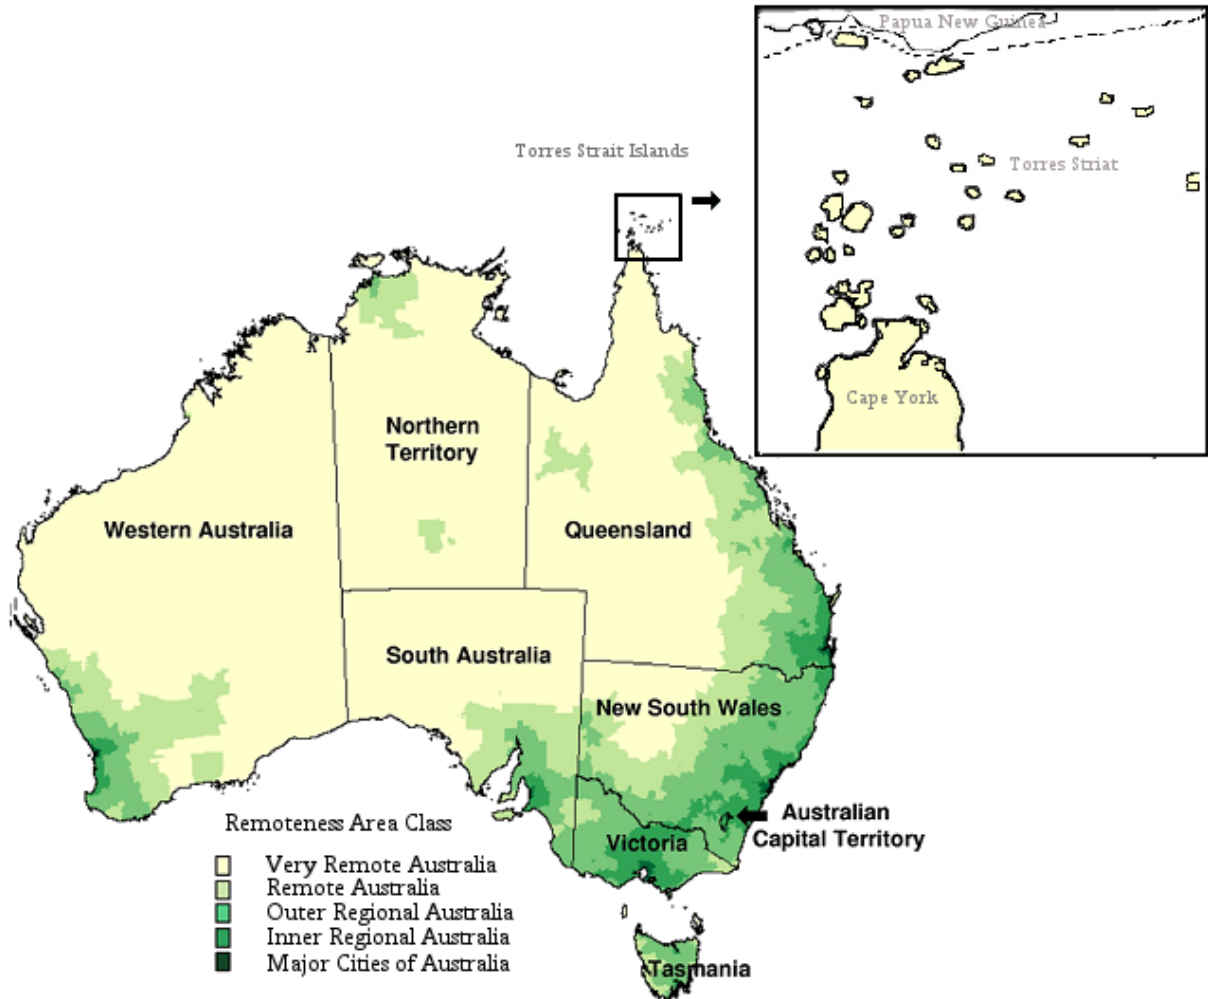 Papua New Guinea
Torres Strait Islands
Torres Striat
Cape York
Northern
Territory
Western Australia
Queensland
South Australia
New South Wales
Australian
Capital Territory
Victoria
Tasmania
Remoteness Area Class
Very Remote Australia
Remote Australia
Outer Regional Australia
Inner Regional Australia
Major Cities of Australia